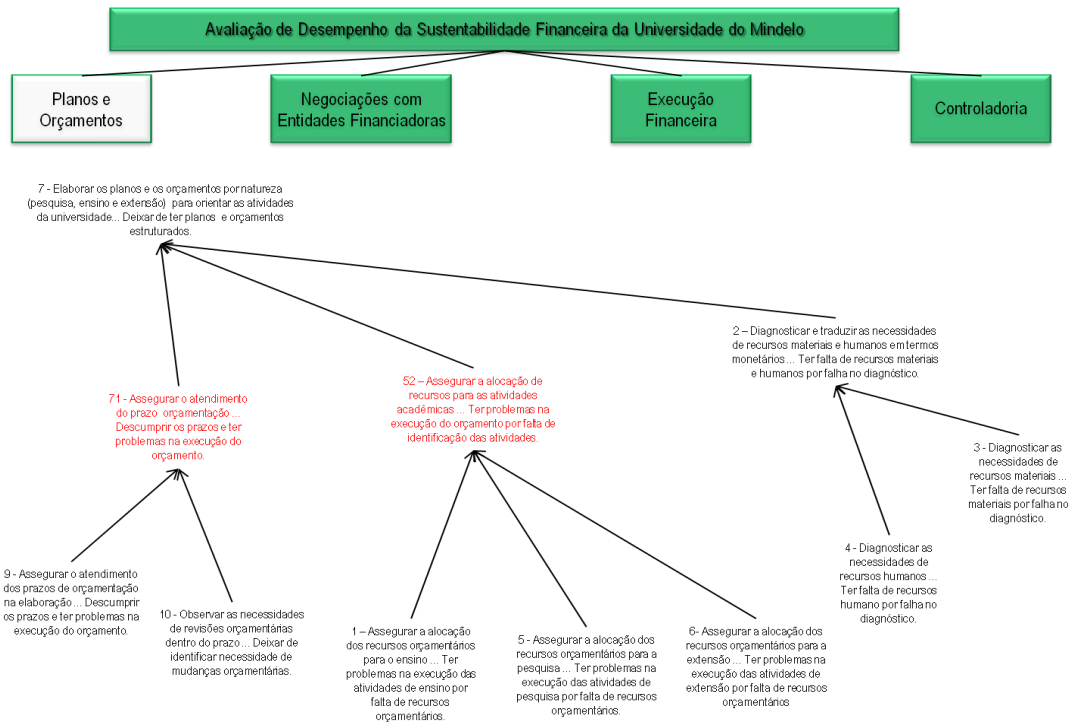 Avaliação de Desempenho da Sustentabilidade Financeira da Universidade do Mindelo
Planos e
Orçamentos
Negociações com
Entidades Financiadoras
Execução
Financeira
Controladoria
7 - Elaborar os planos e os orçamentos por natureza
(pesquisa, ensino e extensão) para orientar as atividades
da universidade... Deixar de ter planos e orçamentos
estruturados.
2 – Diagnosticar e traduzir as necessidades
de recursos materiais e humanos em termos
monetários ... Ter falta de recursos materiais
e humanos por falha no diagnóstico.
52 – Assegurar a alocação de
recursos para as atividades
acadêmicas ... Ter problemas na
execução do orçamento por falta de
identificação das atividades.
71 - Assegurar o atendimento
do prazo orçamentação ...
Descumprir os prazos e ter
problemas na execução do
orçamento.
3 - Diagnosticar as
necessidades de
recursos materiais ...
Ter falta de recursos
materiais por falha no
diagnóstico.
4 - Diagnosticar as
necessidades de
recursos humanos ...
Ter falta de recursos
humano por falha no
diagnóstico.
9 - Assegurar o atendimento
dos prazos de orçamentação
na elaboração ... Descumprir
os prazos e ter problemas na
execução do orçamento.
10 - Observar as necessidades
de revisões orçamentárias
dentro do prazo ... Deixar de
identificar necessidade de
mudanças orçamentárias.
1 – Assegurar a alocação
dos recursos orçamentários
para o ensino ... Ter
problemas na execução das
atividades de ensino por
falta de recursos
orçamentários.
5 - Assegurar a alocação dos
recursos orçamentários para a
pesquisa ... Ter problemas na
execução das atividades de
pesquisa por falta de recursos
orçamentários.
6- Assegurar a alocação dos
recursos orçamentários para a
extensão ... Ter problemas na
execução das atividades de
extensão por falta de recursos
orçamentários